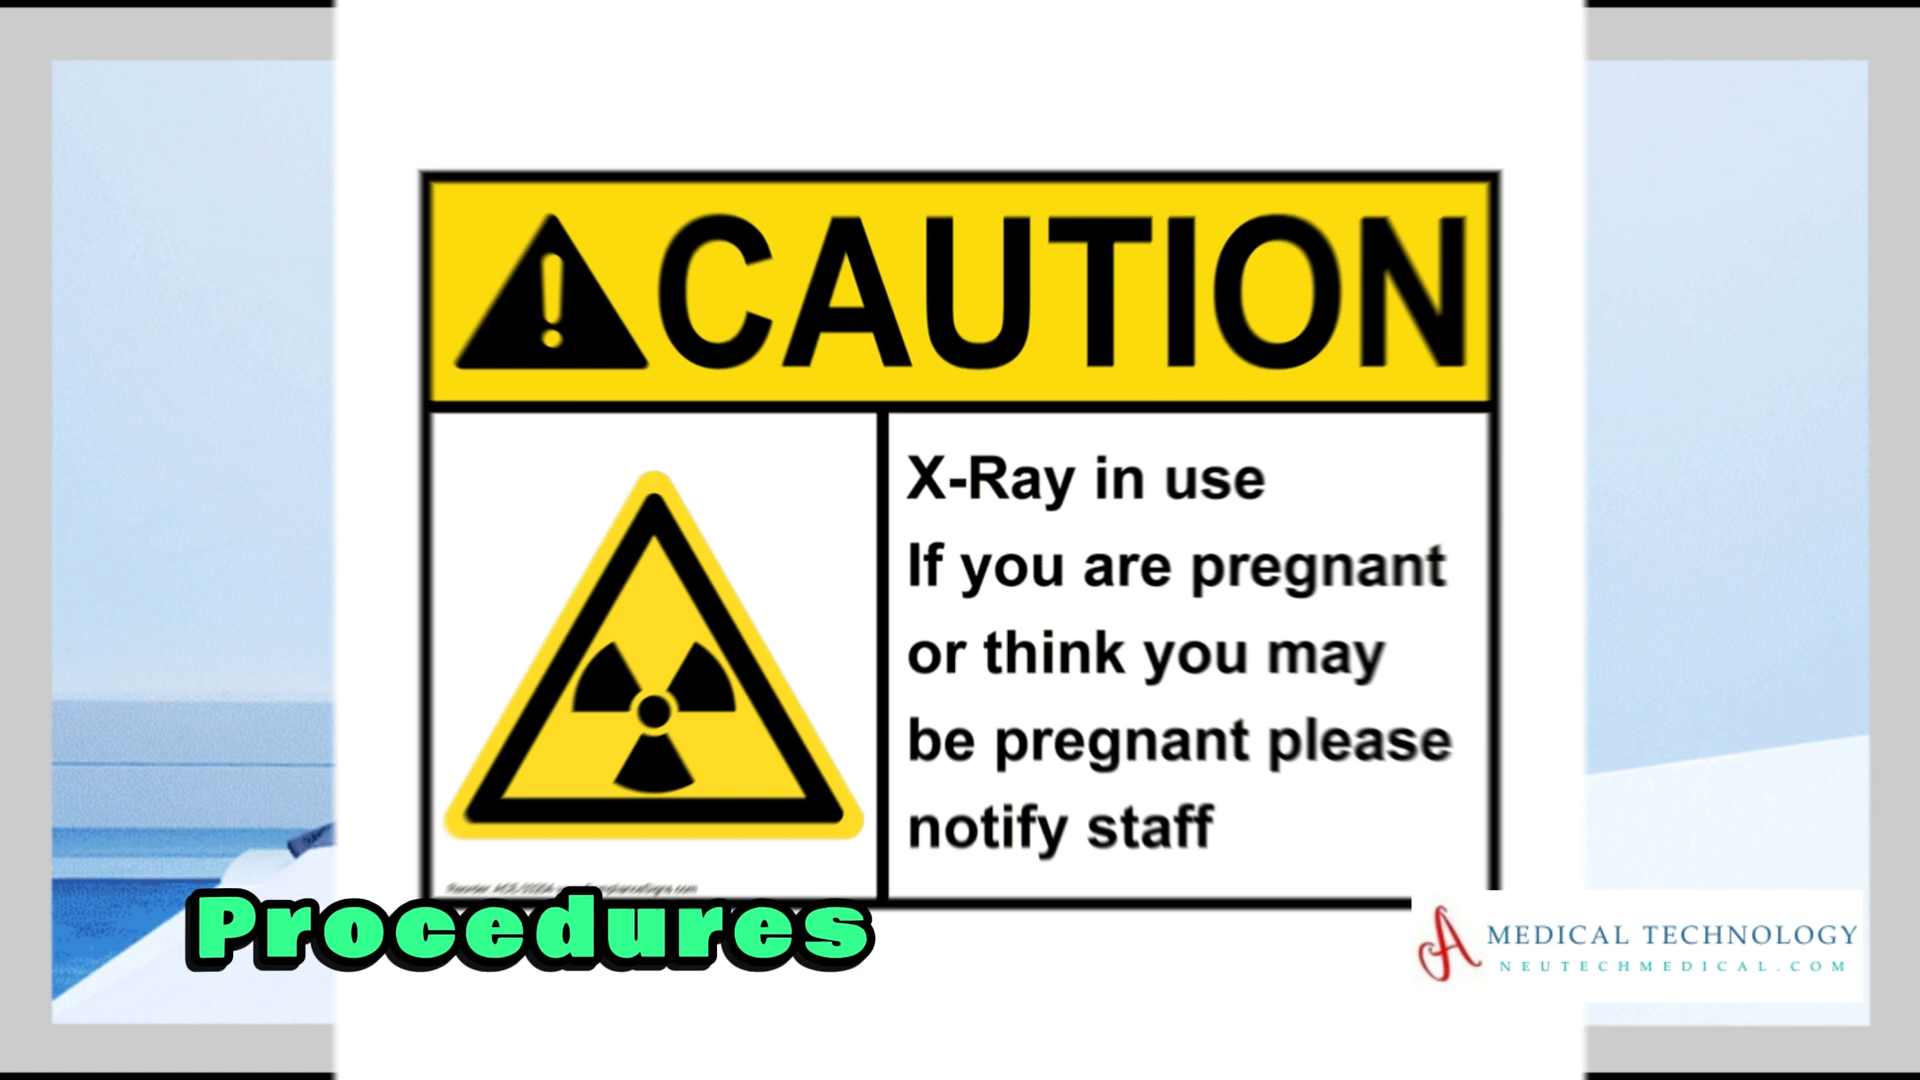 CAUTION
X-Ray in use
If you are pregnant
or think you may
be pregnant please
notify staff
Procedures
A MEDICAL TECHNOLOGY
NEUTECHMEDICAL.COM